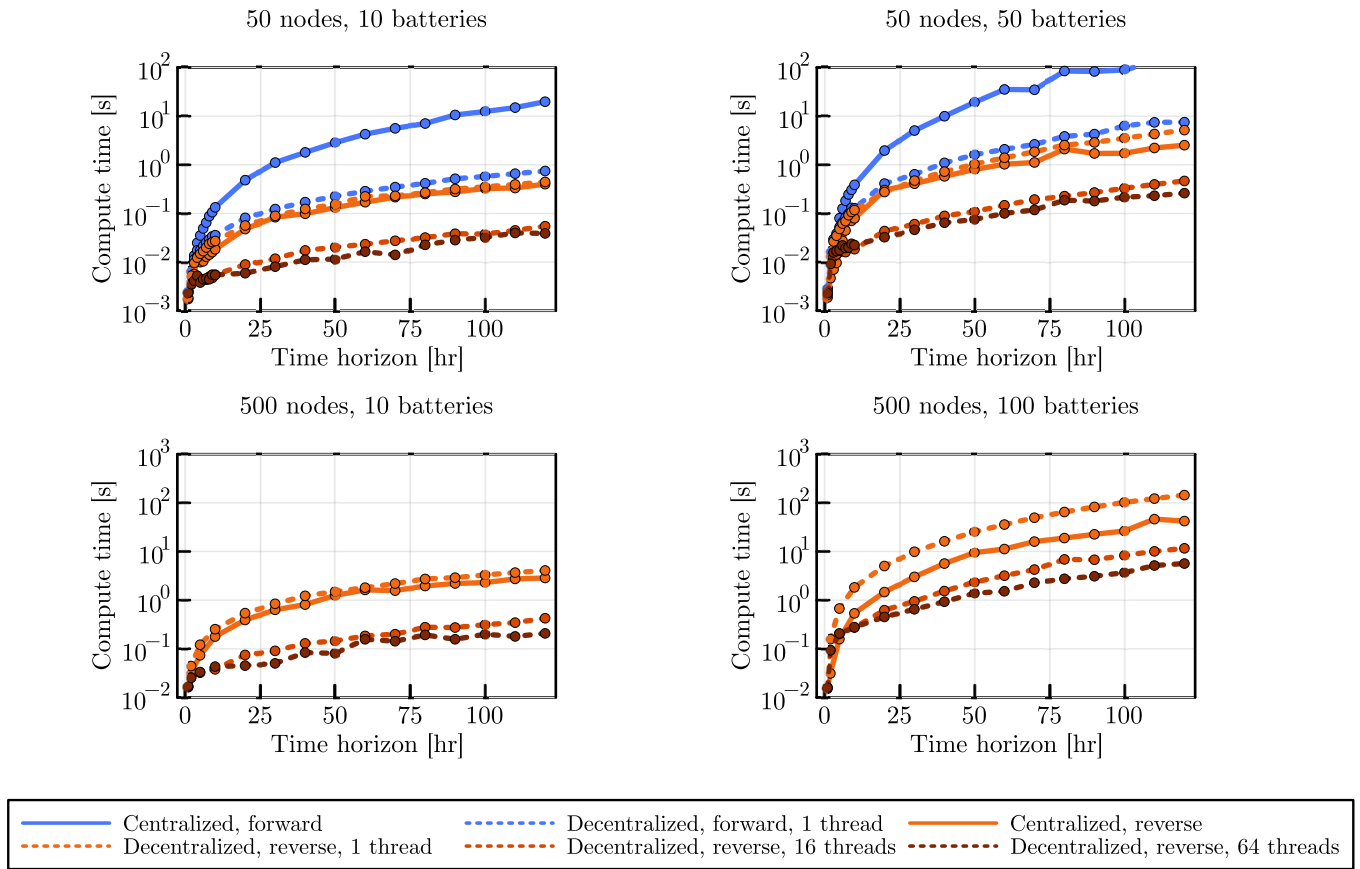 50 nodes, 10 batteries
50 nodes, 50 batteries
Compute time [s]
10^2
10^1
10^0
10^−1
10^−2
10^−3
0 25 50 75 100
Time horizon [hr]
Compute time [s]
10^2
10^1
10^0
10^−1
10^−2
10^−3
0 25 50 75 100
Time horizon [hr]
500 nodes, 10 batteries
500 nodes, 100 batteries
Compute time [s]
10^3
10^2
10^1
10^0
10^−1
10^−2
0 25 50 75 100
Time horizon [hr]
Compute time [s]
10^3
10^2
10^1
10^0
10^−1
10^−2
0 25 50 75 100
Time horizon [hr]
Centralized, forward Decentralized, forward, 1 thread Centralized, reverse
Decentralized, reverse, 1 thread Decentralized, reverse, 16 threads Decentralized, reverse, 64 threads